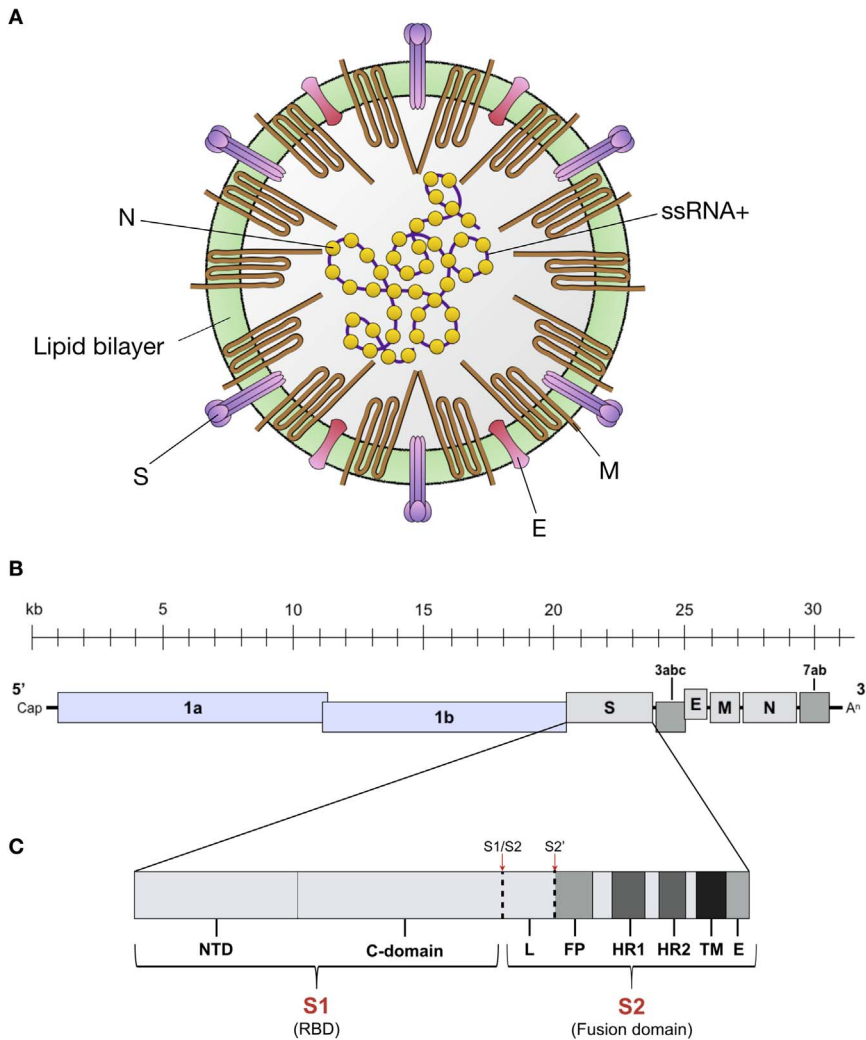 A
N
ssRNA+
Lipid bilayer
S
M
E
B
kb 5 10 15 20 25 30
3abc 7ab
5’ 3
Cap 1a 1b S E M N Aⁿ
C
S1/S2 S2’
NTD C-domain L FP HR1 HR2 TM E
S1 S2
(RBD) (Fusion domain)